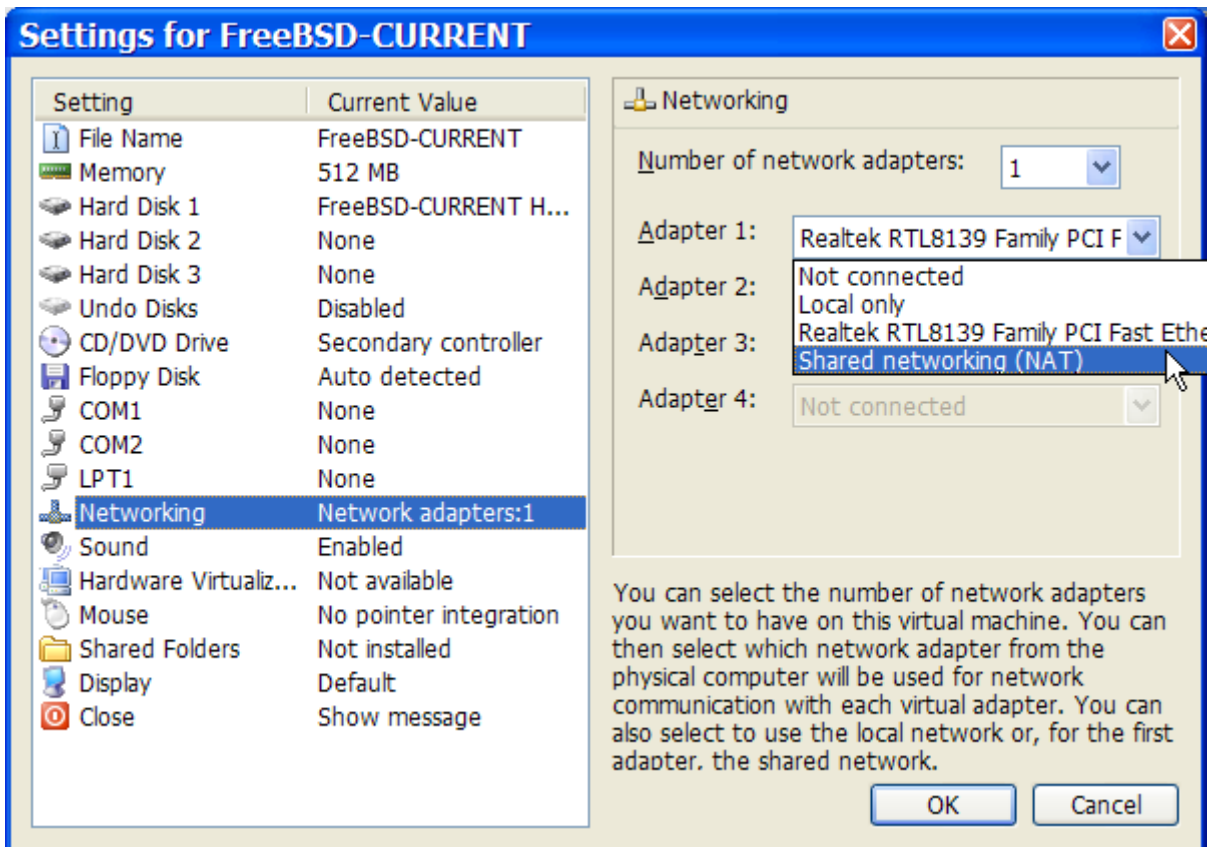 Settings for FreeBSD-CURRENT
Setting Current Value
File Name FreeBSD-CURRENT
Memory 512 MB
Hard Disk 1 FreeBSD-CURRENT H...
Hard Disk 2 None
Hard Disk 3 None
Undo Disks Disabled
CD/DVD Drive Secondary controller
Floppy Disk Auto detected
COM1 None
COM2 None
LPT1 None
Networking Network adapters:1
Sound Enabled
Hardware Virtualiz... Not available
Mouse No pointer integration
Shared Folders Not installed
Display Default
Close Show message
Networking
Number of network adapters: 1
Adapter 1: Realtek RTL8139 Family PCI F
Not connected
Adapter 2: Local only
Realtek RTL8139 Family PCI Fast Ethe
Adapter 3: Shared networking (NAT)
Adapter 4: Not connected
You can select the number of network adapters
you want to have on this virtual machine. You can
then select which network adapter from the
physical computer will be used for network
communication with each virtual adapter. You can
also select to use the local network or, for the first
adapter, the shared network.
OK Cancel